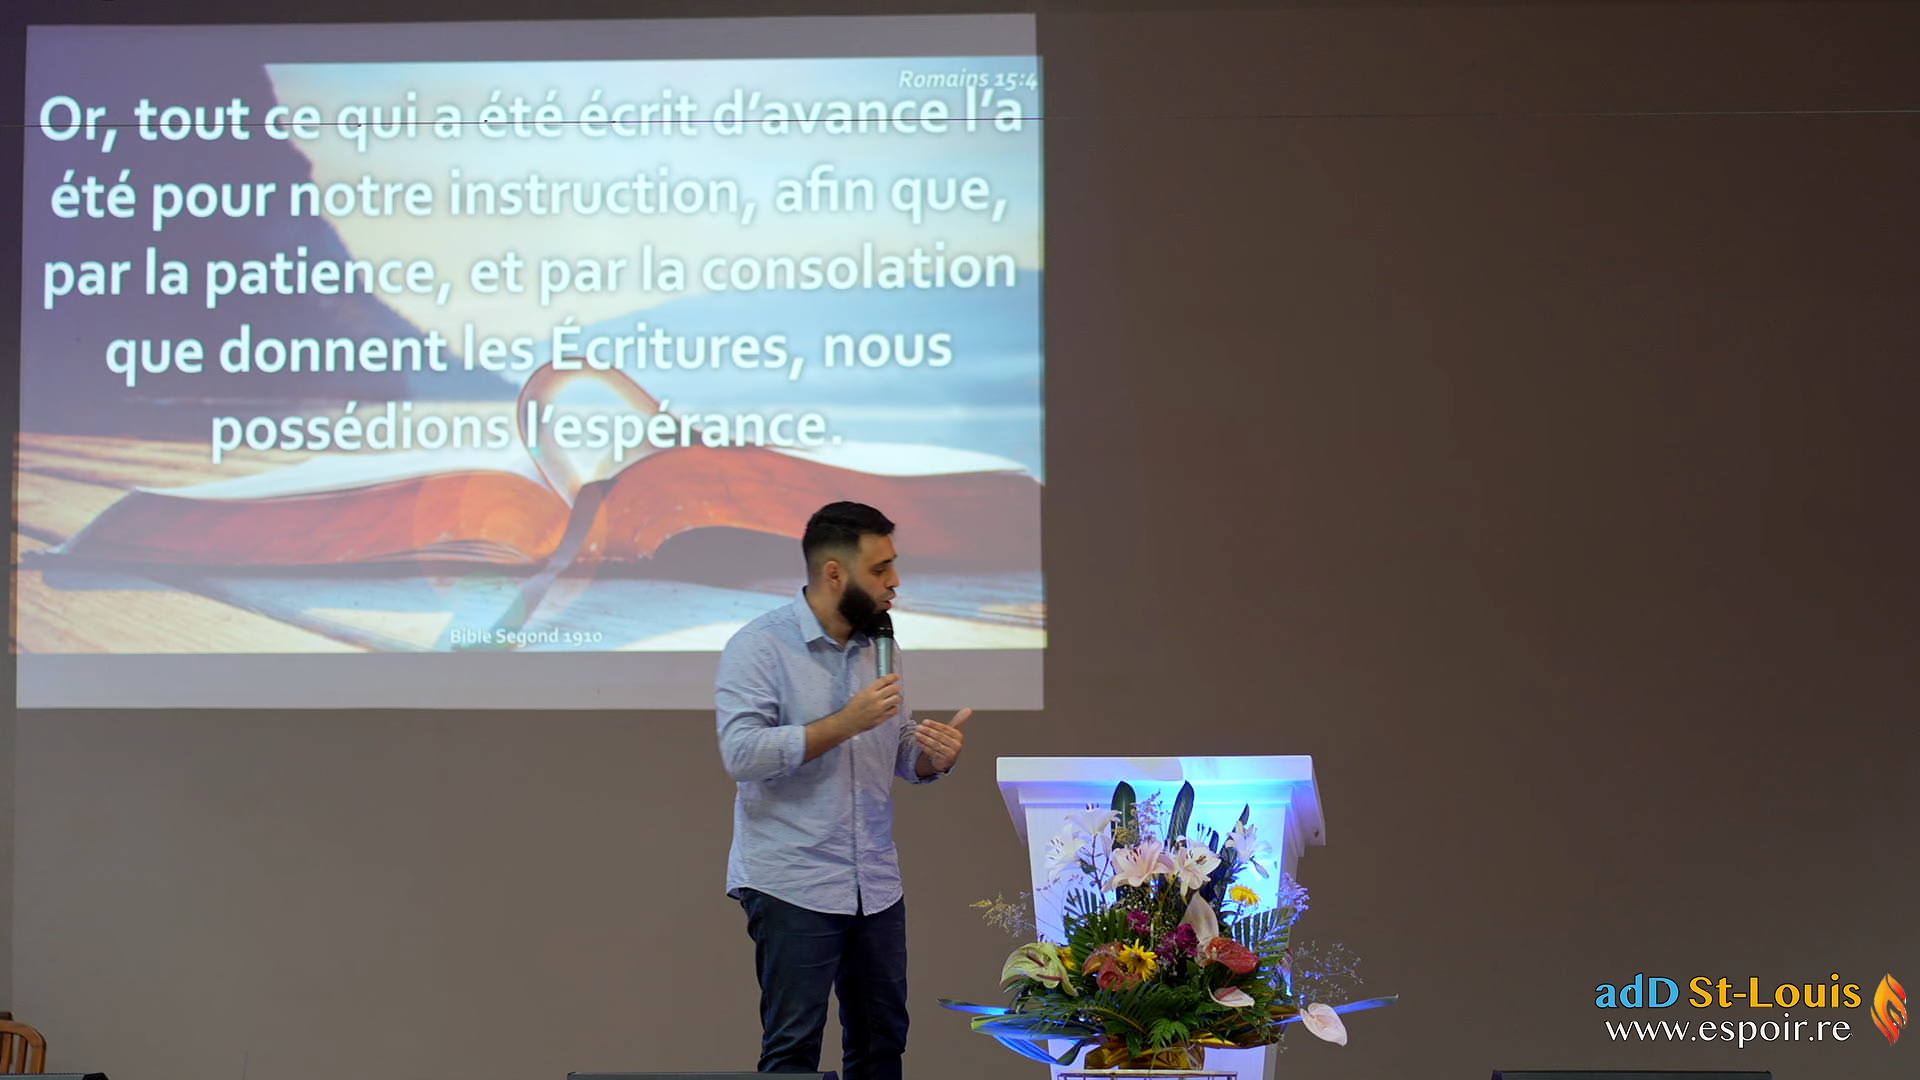 Romains 15:4
Or, tout ce qui a été écrit d’avance l’a
été pour notre instruction, afin que,
par la patience, et par la consolation
que donnent les Écritures, nous
possédions l’espérance.
Bible Segond 1910
adD St-Louis
www.espoir.re